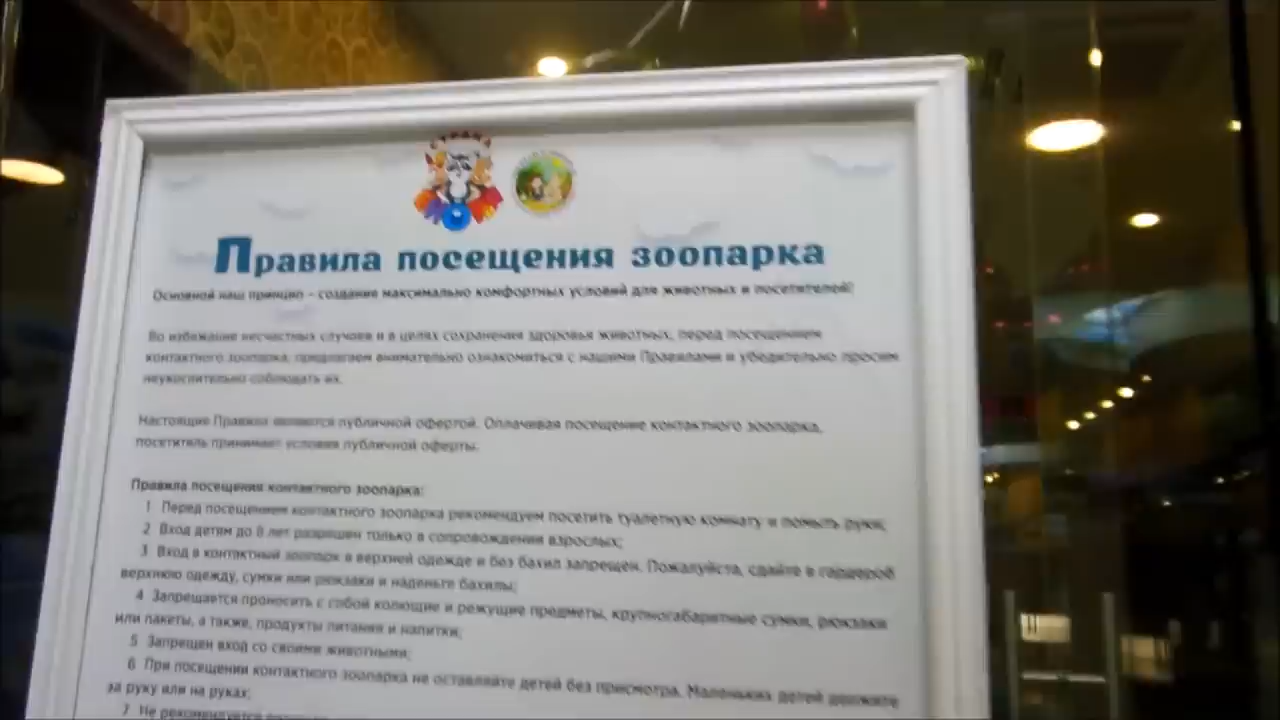 СТРАНА
Правила посещения зоопарка
Основной наш принцип – создание максимально комфортных условий для животных и посетителей!
Во избежание несчастных случаев и в целях сохранения здоровья животных, перед посещением
контактного зоопарка, предлагаем внимательно ознакомиться с нашими Правилами и убедительно просим
неукоснительно соблюдать их.
Настоящие Правила являются публичной офертой. Оплачивая посещение контактного зоопарка,
посетитель принимает условия публичной оферты.
Правила посещения контактного зоопарка:
1 Перед посещением контактного зоопарка рекомендуем посетить туалетную комнату и помыть руки;
2 Вход детям до 8 лет разрешен только в сопровождении взрослых;
3 Вход в контактный зоопарк в верхней одежде и без бахил запрещен. Пожалуйста, сдайте в гардероб
верхнюю одежду, сумки или рюкзаки и наденьте бахилы;
4 Запрещается проносить с собой колющие и режущие предметы, крупногабаритные сумки, рюкзаки
или пакеты, а также, продукты питания и напитки;
5 Запрещен вход со своими животными;
6 При посещении контактного зоопарка не оставляйте детей без присмотра. Маленьких детей держите
за руку или на руках;
7 Не рекомендуется